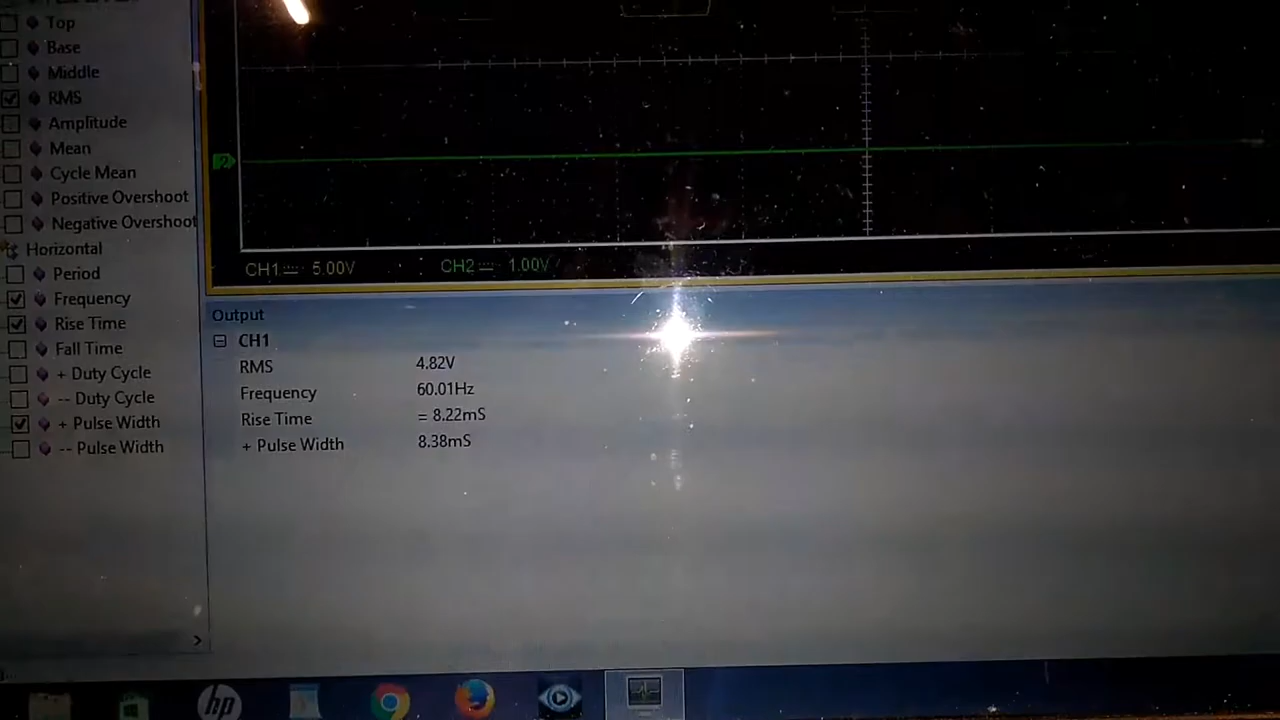 Top
Base
Middle
RMS
Amplitude
Mean
Cycle Mean
Positive Overshoot
Negative Overshoot
Horizontal
Period
Frequency
Rise Time
Fall Time
+ Duty Cycle
-- Duty Cycle
+ Pulse Width
-- Pulse Width
2
CH1 5.00V CH2 1.00V
Output
CH1
RMS 4.82V
Frequency 60.01Hz
Rise Time = 8.22mS
+ Pulse Width 8.38mS
hp